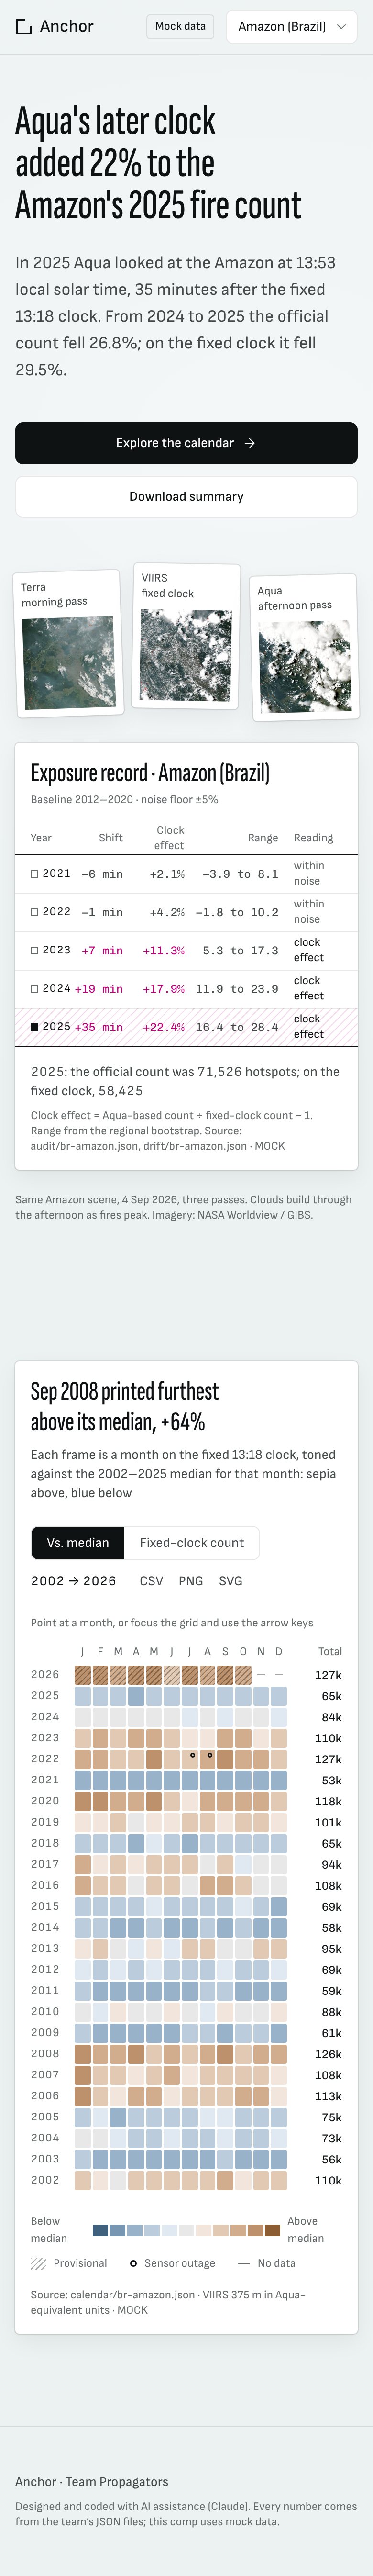 Anchor
Mock data
Amazon (Brazil)
Aqua's later clock
added 22% to the
Amazon's 2025 fire count
In 2025 Aqua looked at the Amazon at 13:53
local solar time, 35 minutes after the fixed
13:18 clock. From 2024 to 2025 the official
count fell 26.8%; on the fixed clock it fell
29.5%.
Explore the calendar →
Download summary
Terra
morning pass
VIIRS
fixed clock
Aqua
afternoon pass
Exposure record · Amazon (Brazil)
Baseline 2012–2020 · noise floor ±5%
Year Shift Clock effect Range Reading
2021 −6 min +2.1% −3.9 to 8.1 within noise
2022 −1 min +4.2% −1.8 to 10.2 within noise
2023 +7 min +11.3% 5.3 to 17.3 clock effect
2024 +19 min +17.9% 11.9 to 23.9 clock effect
2025 +35 min +22.4% 16.4 to 28.4 clock effect
2025: the official count was 71,526 hotspots; on the
fixed clock, 58,425
Clock effect = Aqua-based count ÷ fixed-clock count − 1.
Range from the regional bootstrap. Source:
audit/br-amazon.json, drift/br-amazon.json · MOCK
Same Amazon scene, 4 Sep 2026, three passes. Clouds build through
the afternoon as fires peak. Imagery: NASA Worldview / GIBS.
Sep 2008 printed furthest
above its median, +64%
Each frame is a month on the fixed 13:18 clock, toned
against the 2002–2025 median for that month: sepia
above, blue below
Vs. median
Fixed-clock count
2002 → 2026 CSV PNG SVG
Point at a month, or focus the grid and use the arrow keys
J F M A M J J A S O N D Total
2026 — — 127k
2025 65k
2024 84k
2023 110k
2022 127k
2021 53k
2020 118k
2019 101k
2018 65k
2017 94k
2016 108k
2015 69k
2014 58k
2013 95k
2012 69k
2011 59k
2010 88k
2009 61k
2008 126k
2007 108k
2006 113k
2005 75k
2004 73k
2003 56k
2002 110k
Below median
Above median
Provisional
Sensor outage
— No data
Source: calendar/br-amazon.json · VIIRS 375 m in Aqua-
equivalent units · MOCK
Anchor · Team Propagators
Designed and coded with AI assistance (Claude). Every number comes
from the team's JSON files; this comp uses mock data.